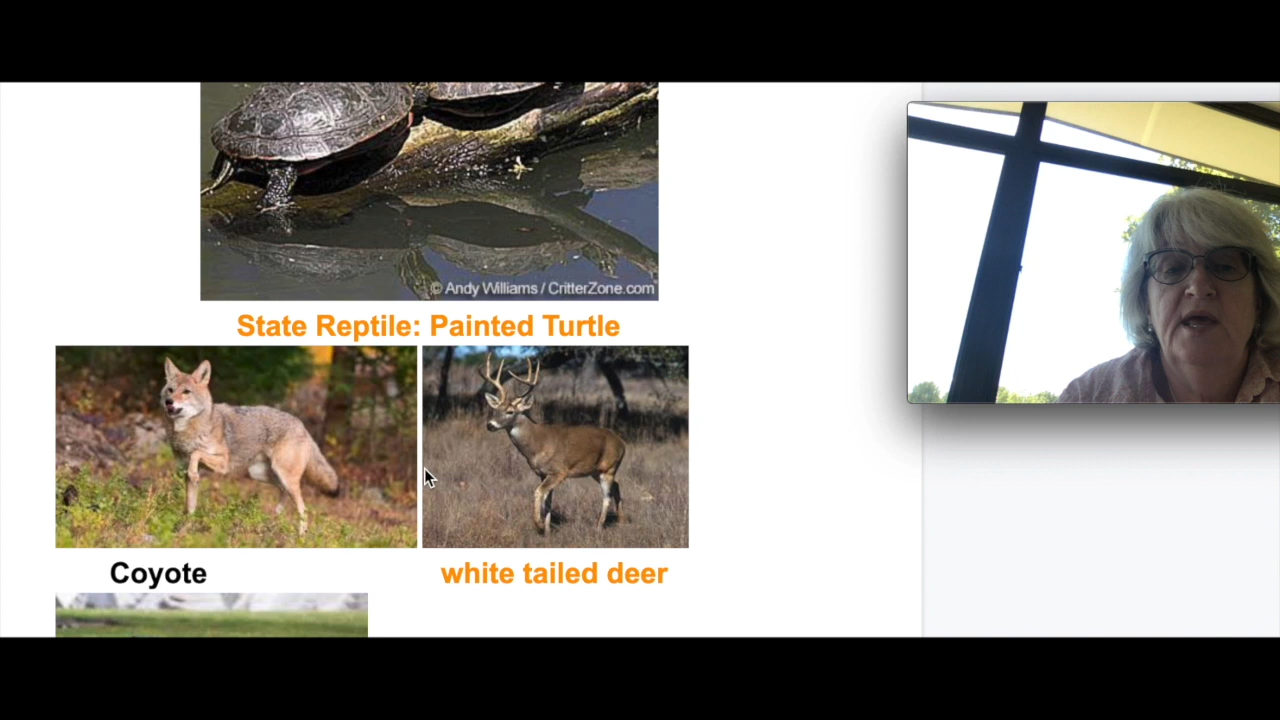 © Andy Williams / CritterZone.com
State Reptile: Painted Turtle
Coyote
white tailed deer